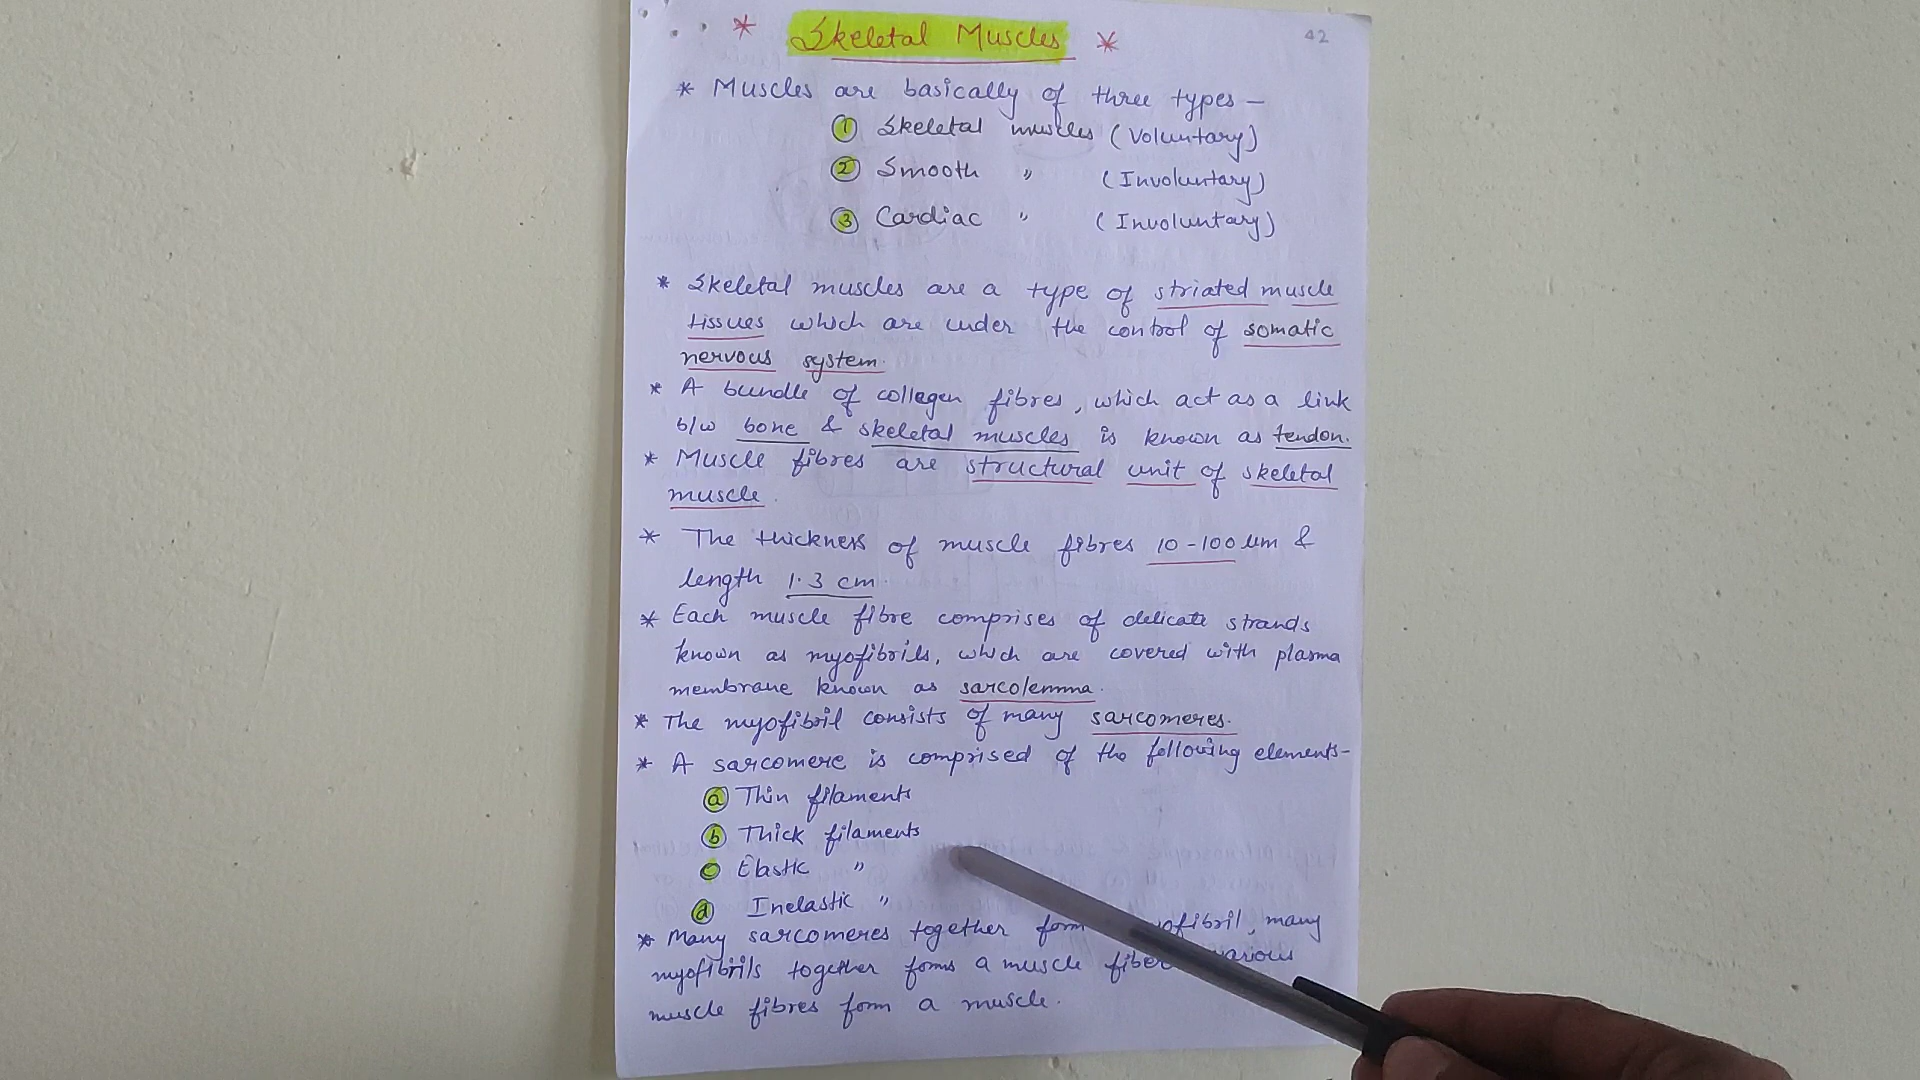 * Skeletal Muscles *
42
* Muscles are basically of three types -
① Skeletal muscles (Voluntary)
② Smooth " (Involuntary)
③ Cardiac " (Involuntary)
* Skeletal muscles are a type of striated muscle
tissues which are under the control of somatic
nervous system.
* A bundle of collagen fibres, which act as a link
b/w bone & skeletal muscles is known as tendon.
* Muscle fibres are structural unit of skeletal
muscle.
* The thickness of muscle fibres 10-100 µm &
length 1.3 cm.
* Each muscle fibre comprises of delicate strands
known as myofibrils, which are covered with plasma
membrane known as sarcolemma.
* The myofibril consists of many sarcomeres.
* A sarcomere is comprised of the following elements-
ⓐ Thin filaments
ⓑ Thick filaments
ⓒ Elastic "
ⓓ Inelastic "
* Many sarcomeres together form many
myofibrils together forms a muscle
muscle fibres form a muscle.